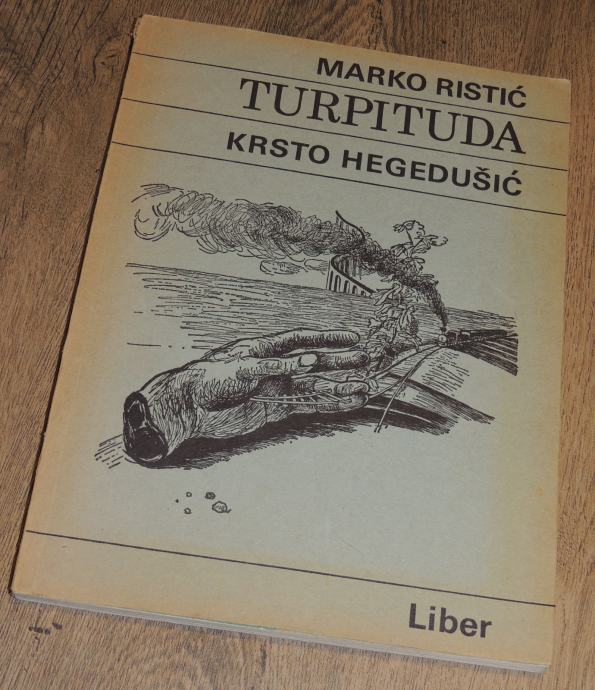 MARKO RISTIĆ
TURPITUDA
KRSTO HEGEDUŠIĆ
Liber